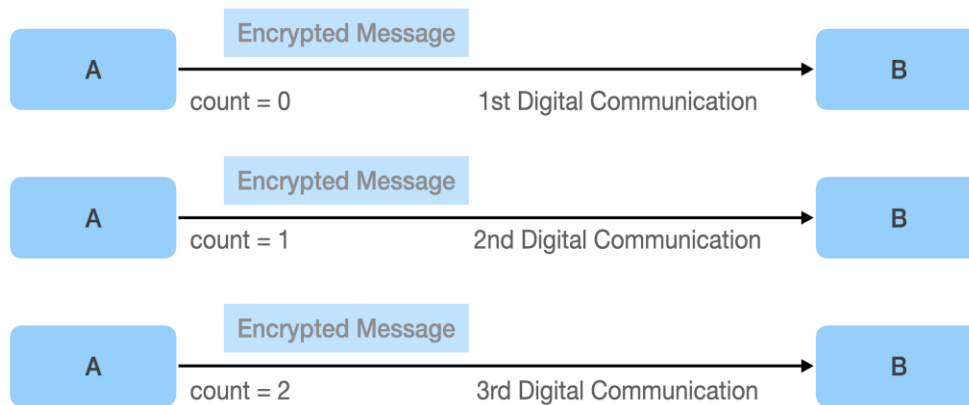 Encrypted Message
A
B
count = 0
1st Digital Communication
Encrypted Message
A
B
count = 1
2nd Digital Communication
Encrypted Message
A
B
count = 2
3rd Digital Communication